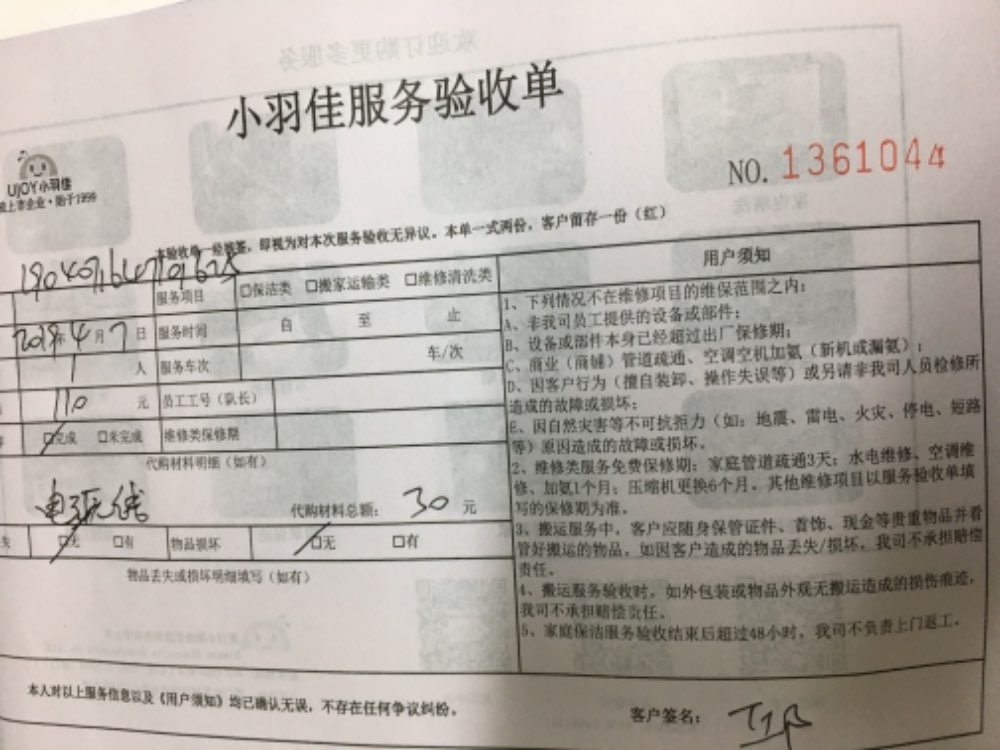 小羽佳服务验收单
NO. 1361044
UJOY小羽佳
上市企业·始于1998
本验收单一经签签，即视为对本次服务验收无异议。本单一式两份，客户留存一份（红）
服务项目 □保洁类 □搬家运输类 □维修清洗类
2019年4月7日 服务时间 自 至 止
1 人 服务车次 车/次
110 元 员工工号（队长）
□完成 □未完成 维修类保修期
代购材料明细（如有）
代购材料总额： 30 元
失 □无 □有 物品损坏 □无 □有
物品丢失或损坏明细填写（如有）
用户须知
1、下列情况不在维修项目的维保范围之内：
A、非我司员工提供的设备或部件；
B、设备或部件本身已经超过出厂保修期；
C、商业（商铺）管道疏通、空调空机加氨（新机或漏氨）；
D、因客户行为（擅自装卸、操作失误等）或另请非我司人员检修所
造成的故障或损坏；
E、因自然灾害等不可抗拒力（如：地震、雷电、火灾、停电、短路
等）原因造成的故障或损坏。
2、维修类服务免费保修期：家庭管道疏通3天；水电维修、空调维
修、加氨1个月；压缩机更换6个月。其他维修项目以服务验收单填
写的保修期为准。
3、搬运服务中，客户应随身保管证件、首饰、现金等贵重物品并看
管好搬运的物品，如因客户造成的物品丢失/损坏，我司不承担赔偿
责任。
4、搬运服务验收时，如外包装或物品外观无搬运造成的损伤痕迹，
我司不承担赔偿责任。
5、家庭保洁服务验收结束后超过48小时，我司不负责上门返工。
本人对以上服务信息以及《用户须知》均已确认无误，不存在任何争议纠纷。
客户签名：